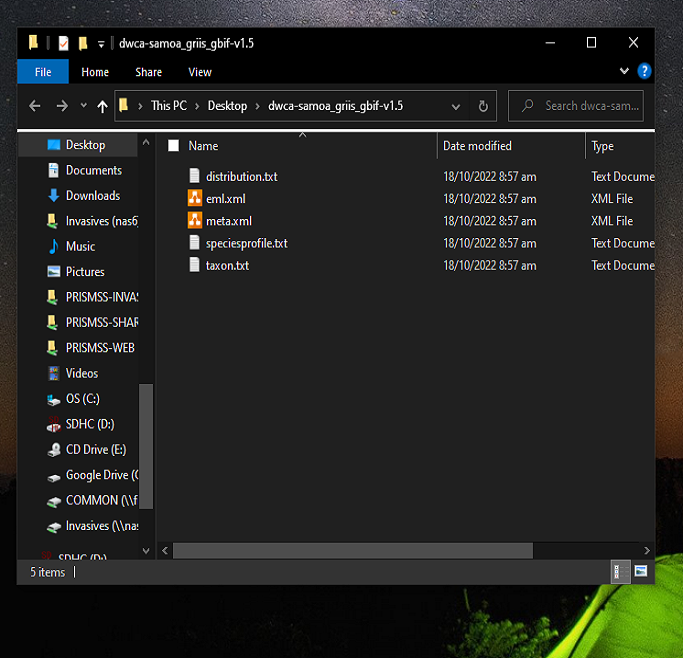 dwca-samoa_griis_gbif-v1.5
File Home Share View
This PC Desktop dwca-samoa_griis_gbif-v1.5 Search dwca-sam...
Name Date modified Type
Desktop
Documents
Downloads
Invasives (nas6
Music
Pictures
PRISMSS-INVAS
PRISMSS-SHAR
PRISMSS-WEB
Videos
OS (C:)
SDHC (D:)
CD Drive (E:)
Google Drive (G
COMMON (\\f
Invasives (\\nas
SDHC (D:)
distribution.txt 18/10/2022 8:57 am Text Docume
eml.xml 18/10/2022 8:57 am XML File
meta.xml 18/10/2022 8:57 am XML File
speciesprofile.txt 18/10/2022 8:57 am Text Docume
taxon.txt 18/10/2022 8:57 am Text Docume
5 items